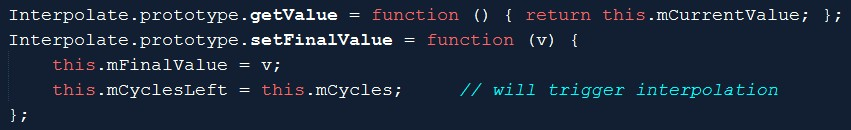 Interpolate.prototype.getValue = function () { return this.mCurrentValue; };
Interpolate.prototype.setFinalValue = function (v) {
    this.mFinalValue = v;
    this.mCyclesLeft = this.mCycles;     // will trigger interpolation
};